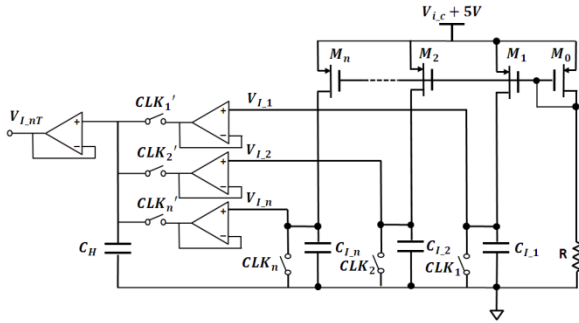 V_{i_c} + 5V
M_n
M_2
M_1
M_0
CLK_1'
V_{I_1}
V_{I_nT}
+
-
+
-
CLK_2'
V_{I_2}
+
-
CLK_n'
V_{I_n}
+
-
C_H
CLK_n
C_{I_n}
CLK_2
C_{I_2}
CLK_1
C_{I_1}
R